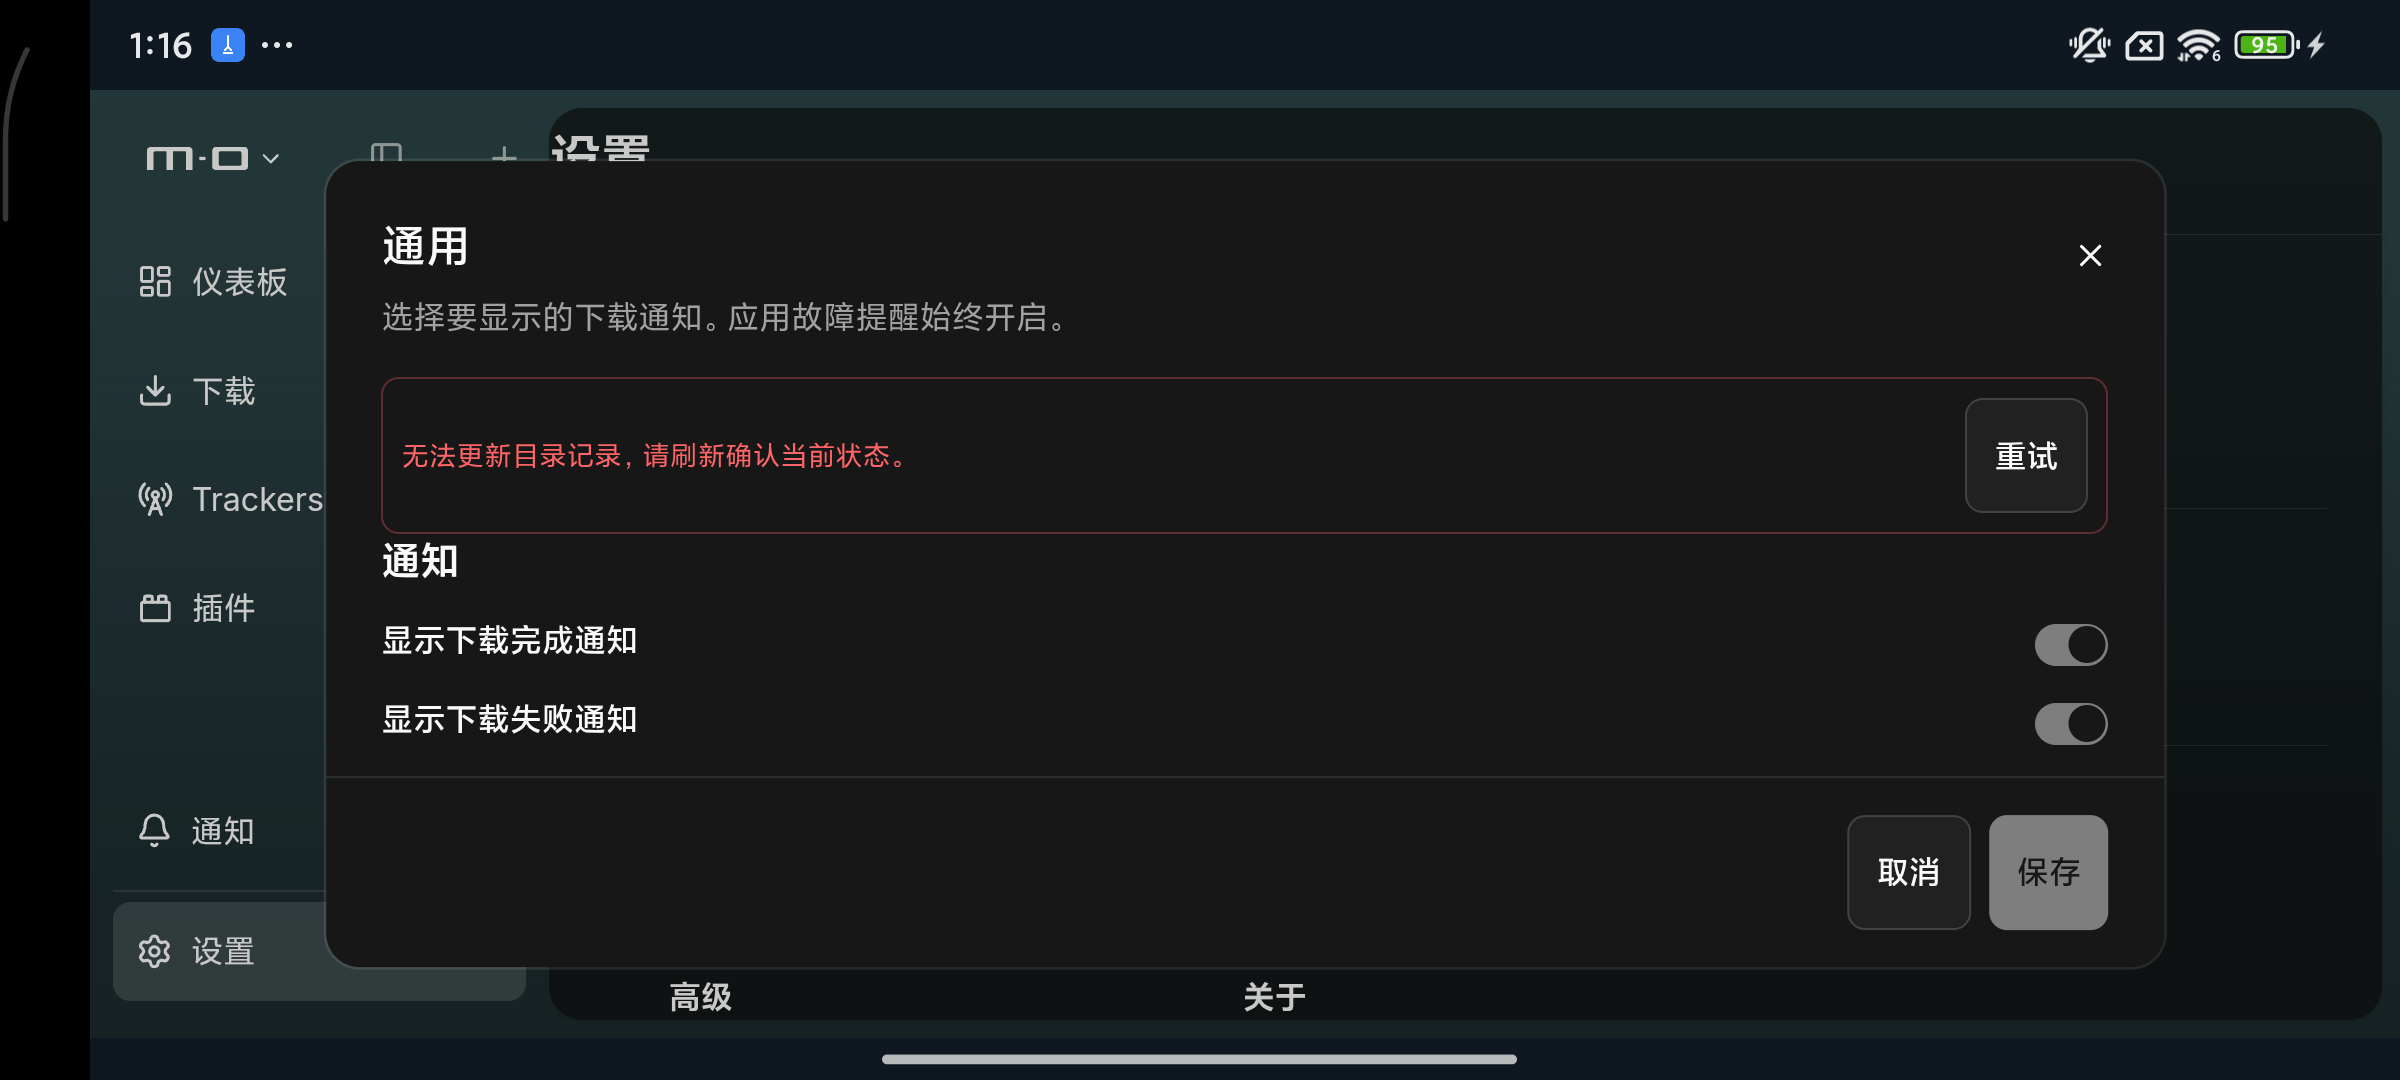 1:16
6
95
m-o
设置
仪表板
下载
Trackers
插件
通知
设置
通用
选择要显示的下载通知。应用故障提醒始终开启。
无法更新目录记录，请刷新确认当前状态。
重试
通知
显示下载完成通知
显示下载失败通知
取消
保存
高级
关于